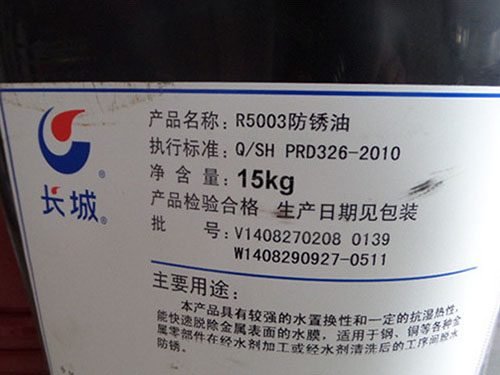 产品名称：R5003防锈油
执行标准：Q/SH PRD326-2010
净 含 量：15kg
产品检验合格 生产日期见包装
批 号：V1408270208 0139
W1408290927-0511
长城®
主要用途：
本产品具有较强的水置换性和一定的抗湿热性，
能快速脱除金属表面的水膜，适用于钢、铜等各种金
属零部件在经水剂加工或经水剂清洗后的工序间脱水
防锈。